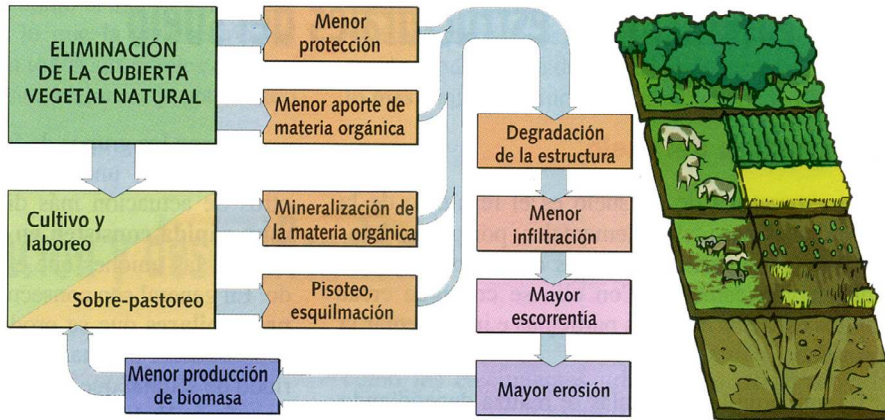 ELIMINACIÓN
DE LA CUBIERTA
VEGETAL NATURAL
Menor
protección
Menor aporte de
materia orgánica
Cultivo y
laboreo
Sobre-pastoreo
Mineralización de
la materia orgánica
Pisoteo,
esquilmación
Degradación
de la estructura
Menor
infiltración
Mayor
escorrentía
Mayor erosión
Menor producción
de biomasa